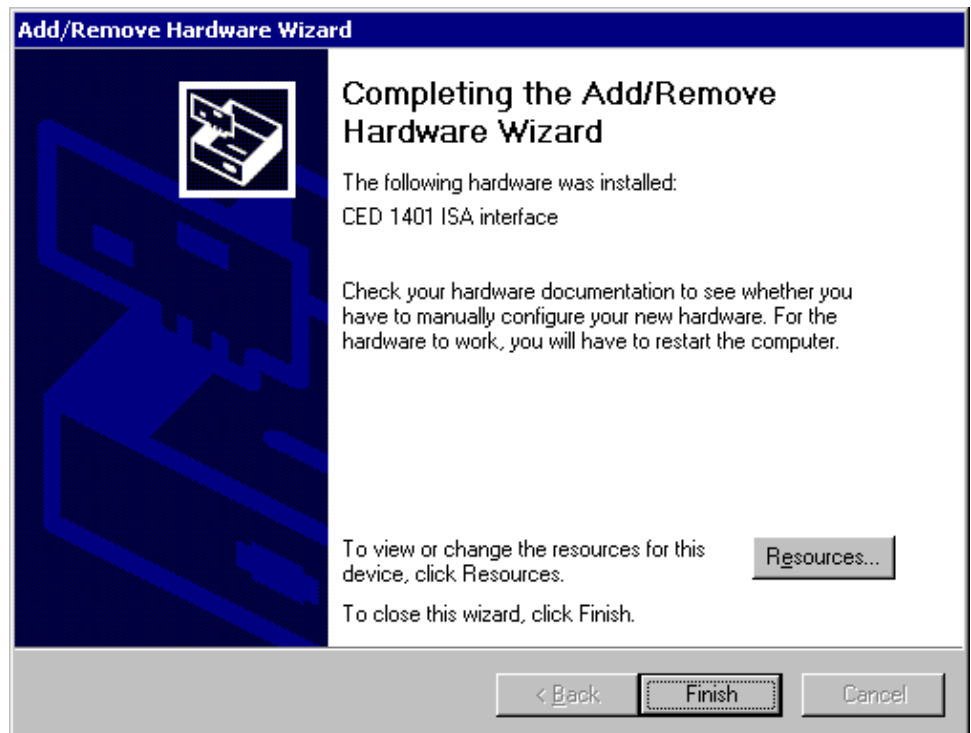 Add/Remove Hardware Wizard
Completing the Add/Remove
Hardware Wizard
The following hardware was installed:
CED 1401 ISA interface
Check your hardware documentation to see whether you
have to manually configure your new hardware. For the
hardware to work, you will have to restart the computer.
To view or change the resources for this
device, click Resources.
Resources...
To close this wizard, click Finish.
< Back
Finish
Cancel